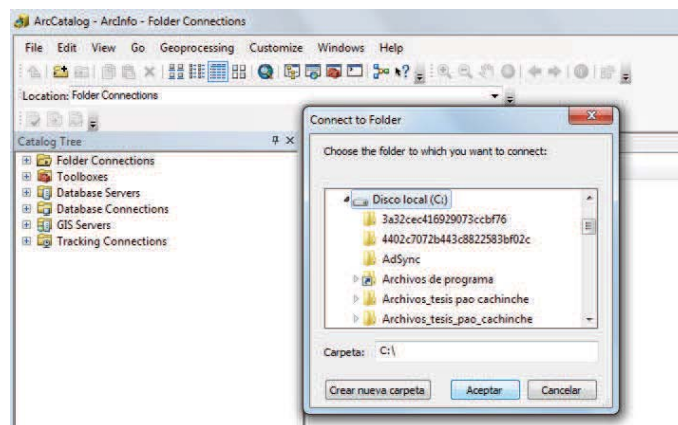 ArcCatalog - ArcInfo - Folder Connections
File Edit View Go Geoprocessing Customize Windows Help
Location: Folder Connections
Catalog Tree
Folder Connections
Toolboxes
Database Servers
Database Connections
GIS Servers
Tracking Connections
Connect to Folder
Choose the folder to which you want to connect:
Disco local (C:)
3a32cec416929073ccbf76
4402c7072b443c8822583bf02c
AdSync
Archivos de programa
Archivos_tesis pao cachinche
Archivos_tesis_pao_cachinche
Carpeta: C:\
Crear nueva carpeta Aceptar Cancelar